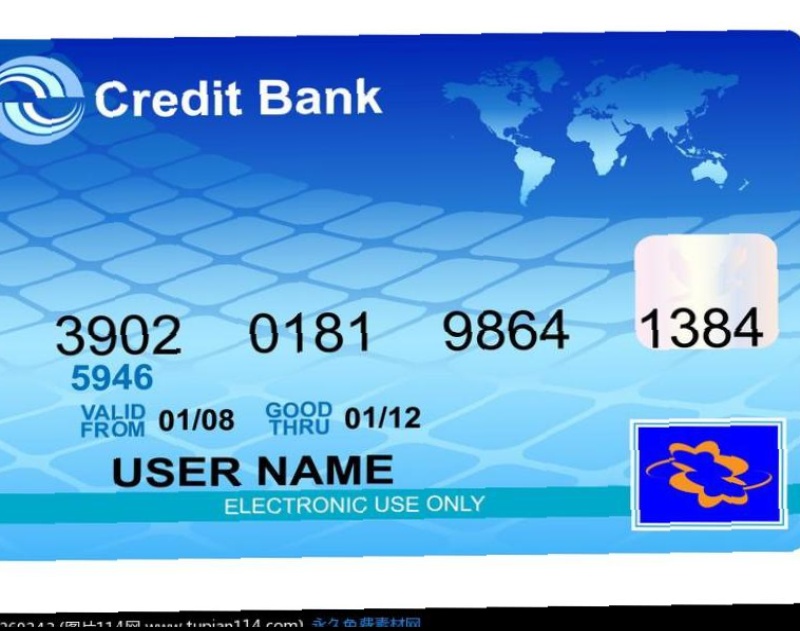 Credit Bank
3902 0181 9864 1384
5946
VALID FROM 01/08 GOOD THRU 01/12
USER NAME
ELECTRONIC USE ONLY
(图片114网 www.tupian114.com) 永久免费素材网